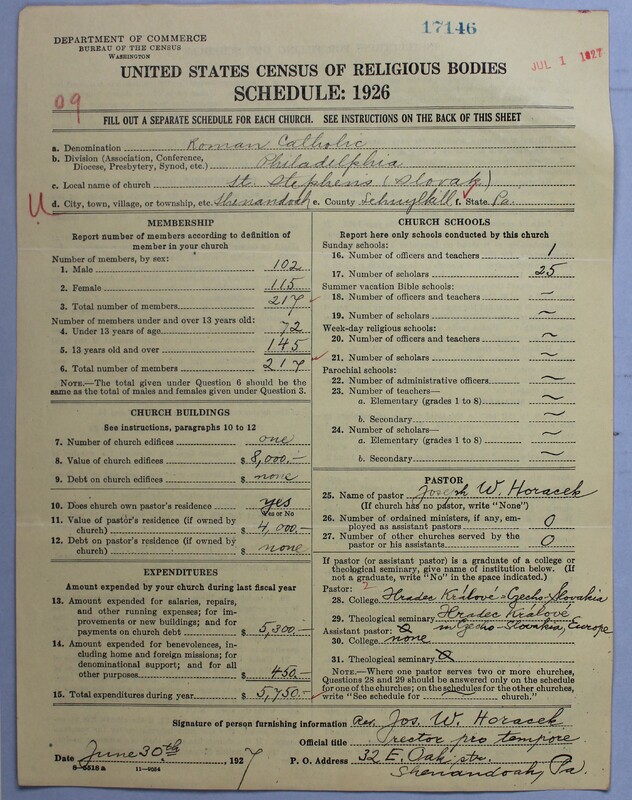 17146
DEPARTMENT OF COMMERCE
BUREAU OF THE CENSUS
WASHINGTON
JUL 1 1927
UNITED STATES CENSUS OF RELIGIOUS BODIES
SCHEDULE: 1926
09
FILL OUT A SEPARATE SCHEDULE FOR EACH CHURCH. SEE INSTRUCTIONS ON THE BACK OF THIS SHEET
a. Denomination Roman Catholic
b. Division (Association, Conference, Diocese, Presbytery, Synod, etc.) Philadelphia
c. Local name of church St. Stephens (Slovak)
U d. City, town, village, or township, etc. Shenandoah e. County Schuylkill f. State Pa.
MEMBERSHIP
Report number of members according to definition of
member in your church
Number of members, by sex:
1. Male 102
2. Female 115
3. Total number of members 217
Number of members under and over 13 years old:
4. Under 13 years of age 72
5. 13 years old and over 145
6. Total number of members 217
NOTE.—The total given under Question 6 should be the
same as the total of males and females given under Question 3.
CHURCH BUILDINGS
See instructions, paragraphs 10 to 12
7. Number of church edifices one
8. Value of church edifices $ 8,000.—
9. Debt on church edifices $ none
10. Does church own pastor's residence yes
Yes or No
11. Value of pastor's residence (if owned by
church) $ 4,000.—
12. Debt on pastor's residence (if owned by
church) $ none
EXPENDITURES
Amount expended by your church during last fiscal year
13. Amount expended for salaries, repairs,
and other running expenses; for im-
provements or new buildings; and for
payments on church debt $ 5,300.—
14. Amount expended for benevolences, in-
cluding home and foreign missions; for
denominational support; and for all
other purposes $ 450.—
15. Total expenditures during year $ 5,750.—
CHURCH SCHOOLS
Report here only schools conducted by this church
Sunday schools:
16. Number of officers and teachers 1
17. Number of scholars 25
Summer vacation Bible schools:
18. Number of officers and teachers ~
19. Number of scholars ~
Week-day religious schools:
20. Number of officers and teachers ~
21. Number of scholars ~
Parochial schools:
22. Number of administrative officers ~
23. Number of teachers—
a. Elementary (grades 1 to 8) ~
b. Secondary ~
24. Number of scholars—
a. Elementary (grades 1 to 8) ~
b. Secondary ~
PASTOR
25. Name of pastor Joseph W. Horacek
(If church has no pastor, write "None")
26. Number of ordained ministers, if any, em-
ployed as assistant pastors 0
27. Number of other churches served by the
pastor or his assistants 0
If pastor (or assistant pastor) is a graduate of a college or
theological seminary, give name of institution below. (If
not a graduate, write "No" in the space indicated.)
Pastor: 2
28. College Hradec Králové - Czecho-Slovakia
29. Theological seminary Hradec Králové
Assistant pastor: in Czecho-Slovakia, Europe
30. College none
31. Theological seminary
NOTE.—Where one pastor serves two or more churches,
Questions 28 and 29 should be answered only on the schedule
for one of the churches; on the schedules for the other churches,
write "See schedule for church."
Signature of person furnishing information Rev. Jos. W. Horacek
Official title rector pro tempore
Date June 30th, 1927 P. O. Address 32 E. Oak str.
8-5518a 11-9054 Shenandoah, Pa.